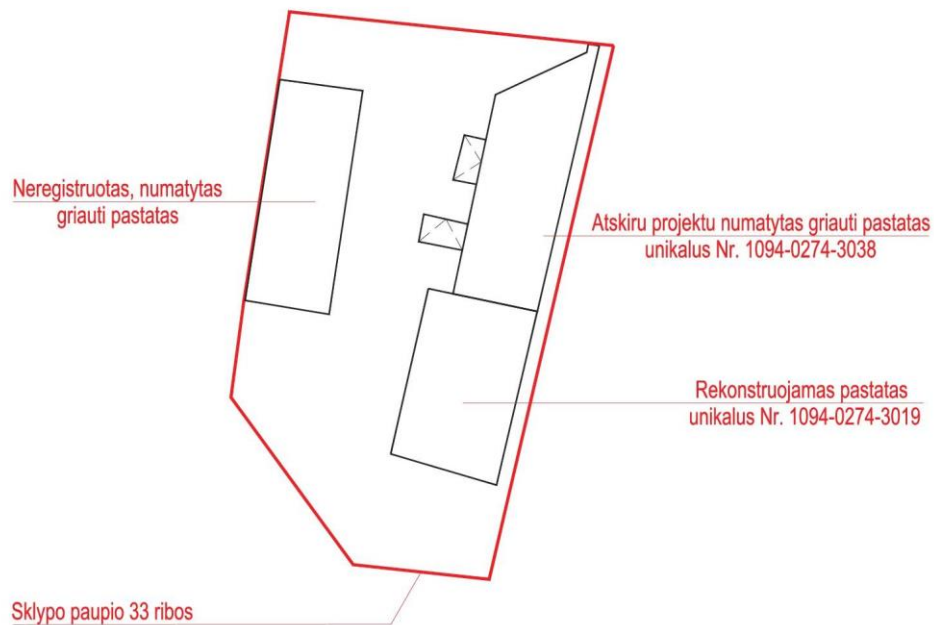 Neregistruotas, numatytas
griauti pastatas
Atskiru projektu numatytas griauti pastatas
unikalus Nr. 1094-0274-3038
Rekonstruojamas pastatas
unikalus Nr. 1094-0274-3019
Sklypo paupio 33 ribos